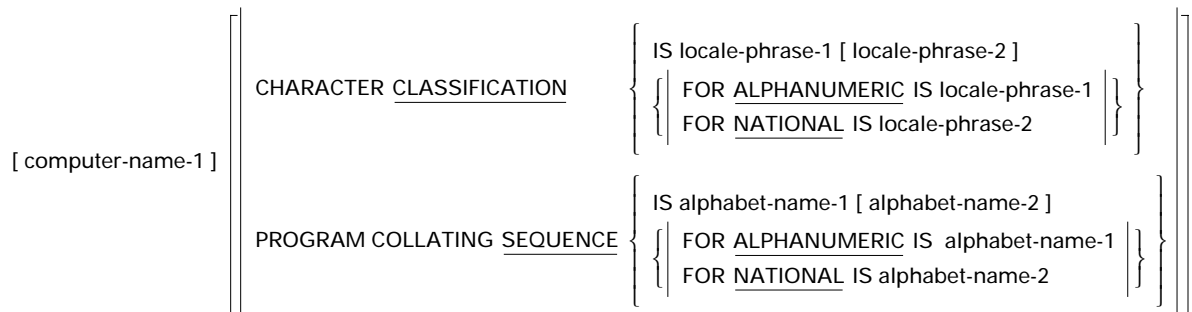 IS locale-phrase-1 [ locale-phrase-2 ]
CHARACTER CLASSIFICATION
FOR ALPHANUMERIC IS locale-phrase-1
FOR NATIONAL IS locale-phrase-2
[ computer-name-1 ]
IS alphabet-name-1 [ alphabet-name-2 ]
PROGRAM COLLATING SEQUENCE
FOR ALPHANUMERIC IS alphabet-name-1
FOR NATIONAL IS alphabet-name-2